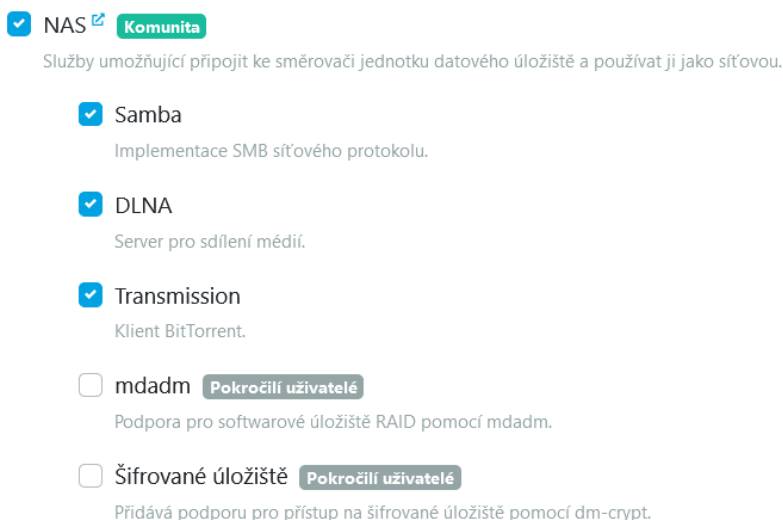 NAS Komunita
Služby umožňující připojit ke směrovači jednotku datového úložiště a používat ji jako síťovou.
Samba
Implementace SMB síťového protokolu.
DLNA
Server pro sdílení médií.
Transmission
Klient BitTorrent.
mdadm Pokročilí uživatelé
Podpora pro softwarové úložiště RAID pomocí mdadm.
Šifrované úložiště Pokročilí uživatelé
Přidává podporu pro přístup na šifrované úložiště pomocí dm-crypt.